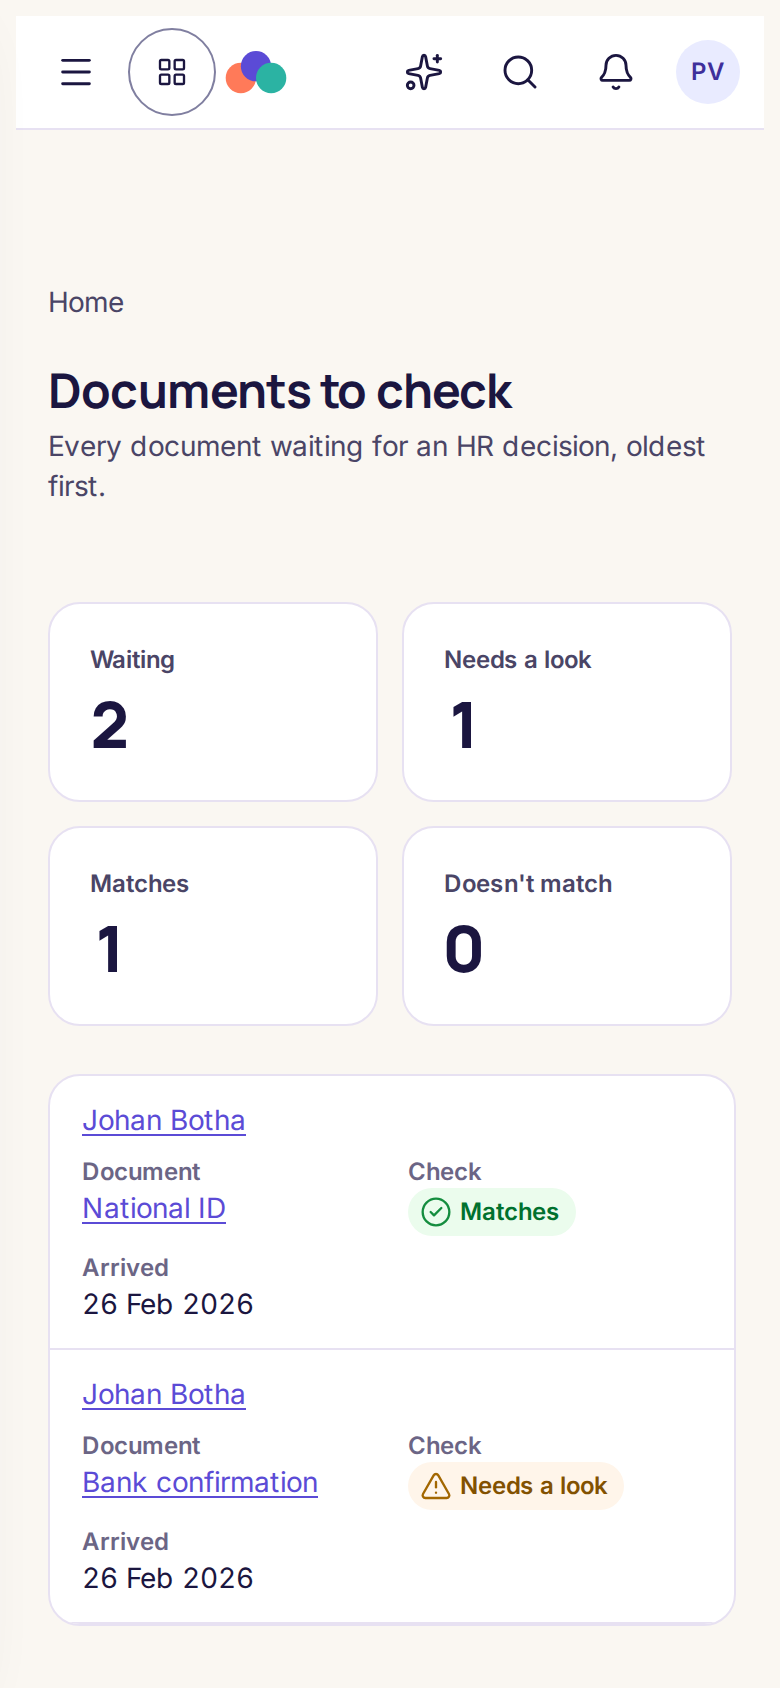 PV
Home
Documents to check
Every document waiting for an HR decision, oldest
first.
Waiting
2
Needs a look
1
Matches
1
Doesn't match
0
Johan Botha
Document
National ID
Check
Matches
Arrived
26 Feb 2026
Johan Botha
Document
Bank confirmation
Check
Needs a look
Arrived
26 Feb 2026